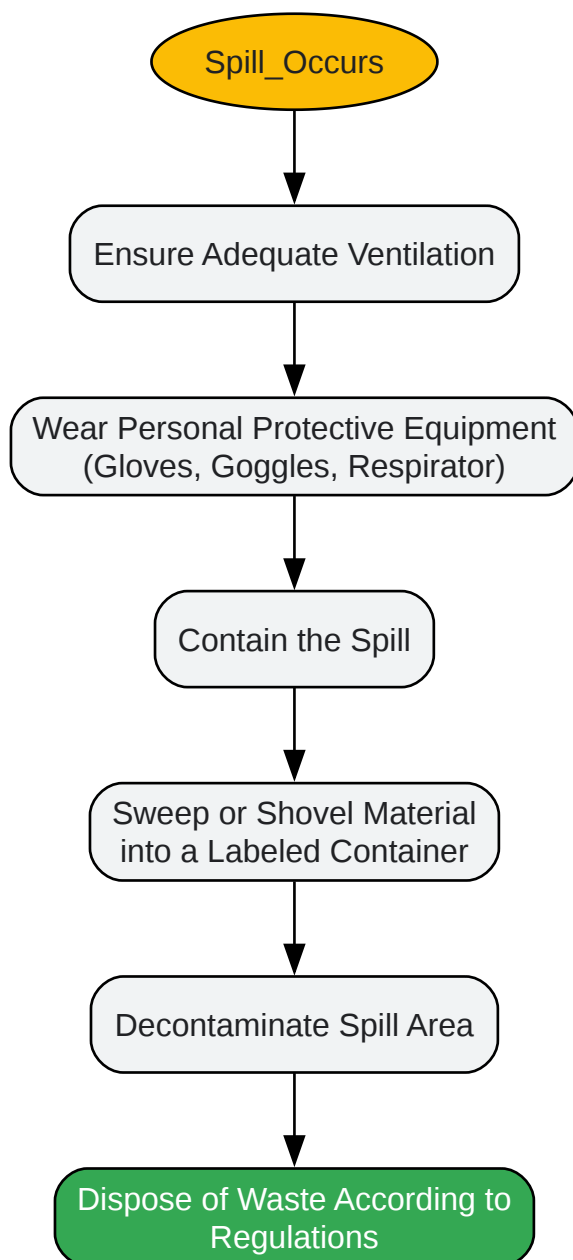 Spill_Occurs
Ensure Adequate Ventilation
Wear Personal Protective Equipment
(Gloves, Goggles, Respirator)
Contain the Spill
Sweep or Shovel Material
into a Labeled Container
Decontaminate Spill Area
Dispose of Waste According to
Regulations